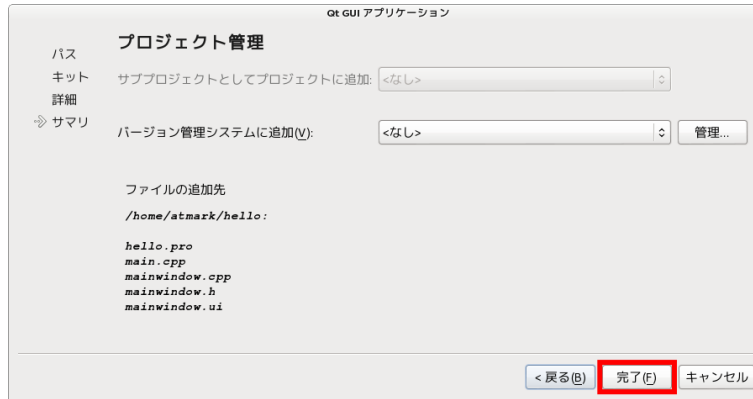 Qt GUI アプリケーション
パス
キット
詳細
サマリ
プロジェクト管理
サブプロジェクトとしてプロジェクトに追加: <なし>
バージョン管理システムに追加(V): <なし> 管理...
ファイルの追加先
/home/atmark/hello:
hello.pro
main.cpp
mainwindow.cpp
mainwindow.h
mainwindow.ui
< 戻る(B) 完了(F) キャンセル